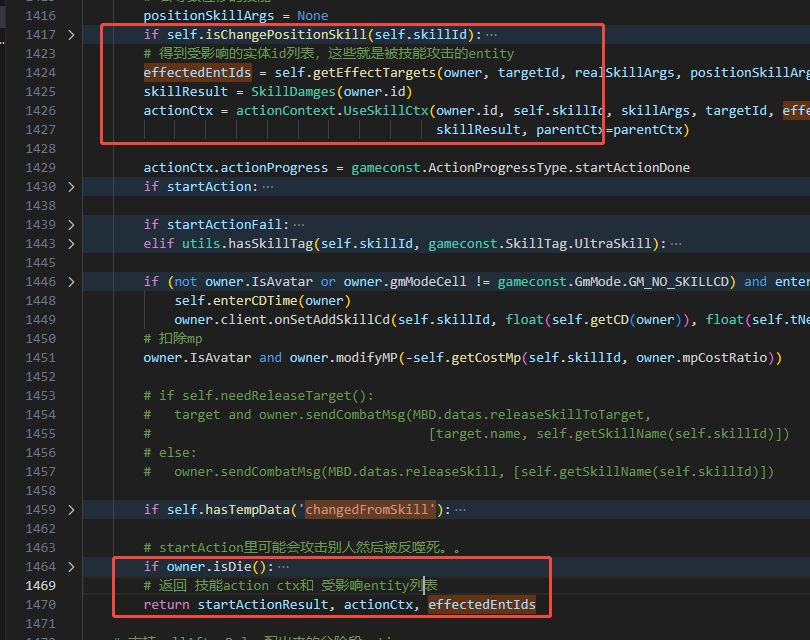 1416 positionSkillArgs = None
1417 if self.isChangePositionSkill(self.skillId):…
1423 # 得到受影响的实体id列表，这些就是被技能攻击的entity
1424 effectedEntIds = self.getEffectTargets(owner, targetId, realSkillArgs, positionSkillArg
1425 skillResult = SkillDamges(owner.id)
1426 actionCtx = actionContext.UseSkillCtx(owner.id, self.skillId, skillArgs, targetId, effe
1427 skillResult, parentCtx=parentCtx)
1428
1429 actionCtx.actionProgress = gameconst.ActionProgressType.startActionDone
1430 if startAction:…
1438
1439 if startActionFail:…
1443 elif utils.hasSkillTag(self.skillId, gameconst.SkillTag.UltraSkill):…
1445
1446 if (not owner.IsAvatar or owner.gmModeCell != gameconst.GmMode.GM_NO_SKILLCD) and enter
1448 self.enterCDTime(owner)
1449 owner.client.onSetAddSkillCd(self.skillId, float(self.getCD(owner)), float(self.tNe
1450 # 扣除mp
1451 owner.IsAvatar and owner.modifyMP(-self.getCostMp(self.skillId, owner.mpCostRatio))
1452
1453 # if self.needReleaseTarget():
1454 # target and owner.sendCombatMsg(MBD.datas.releaseSkillToTarget,
1455 # [target.name, self.getSkillName(self.skillId)])
1456 # else:
1457 # owner.sendCombatMsg(MBD.datas.releaseSkill, [self.getSkillName(self.skillId)])
1458
1459 if self.hasTempData('changedFromSkill'):…
1462
1463 # startAction里可能会攻击别人然后被反噬死。。
1464 if owner.isDie():…
1469 # 返回 技能action ctx和 受影响entity列表
1470 return startActionResult, actionCtx, effectedEntIds
1471